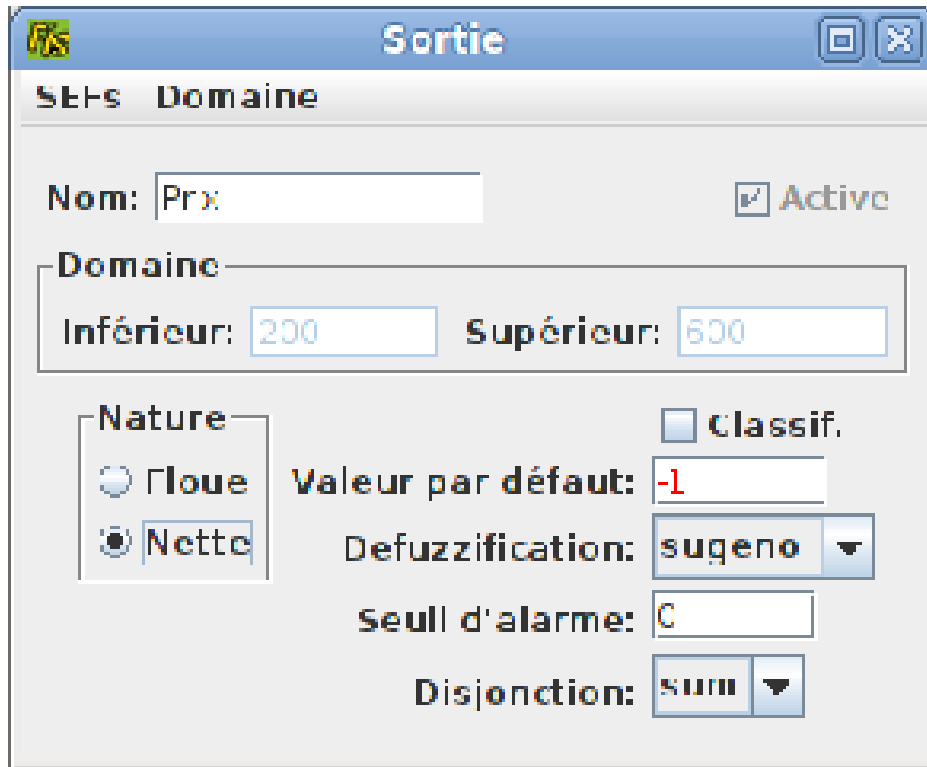 Sortie
SEFs Domaine
Nom: Prix
Active
Domaine
Inférieur: 200 Supérieur: 600
Nature
Classif.
Floue
Valeur par défaut: -1
Nette
Defuzzification: sugeno
Seuil d'alarme: 0
Disjonction: sum